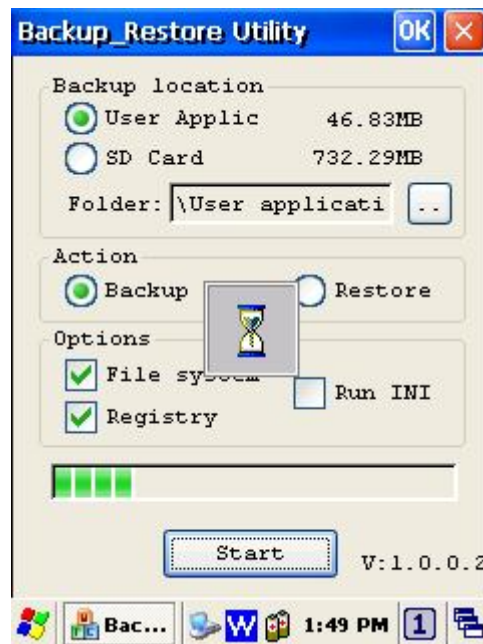 Backup_Restore Utility OK
Backup location
User Applic 46.83MB
SD Card 732.29MB
Folder: \User applicati ..
Action
Backup Restore
Options
File system
Run INI
Registry
Start
V:1.0.0.2
Bac... W 1:49 PM 1